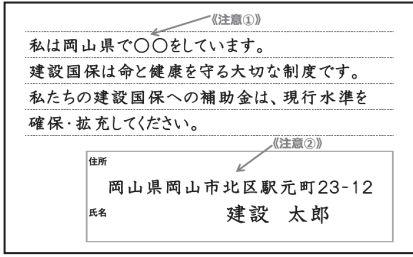 《注意①》
私は岡山県で〇〇をしています。
建設国保は命と健康を守る大切な制度です。
私たちの建設国保への補助金は、現行水準を
確保・拡充してください。
《注意②》
住所
岡山県岡山市北区駅元町23-12
氏名
建設 太郎